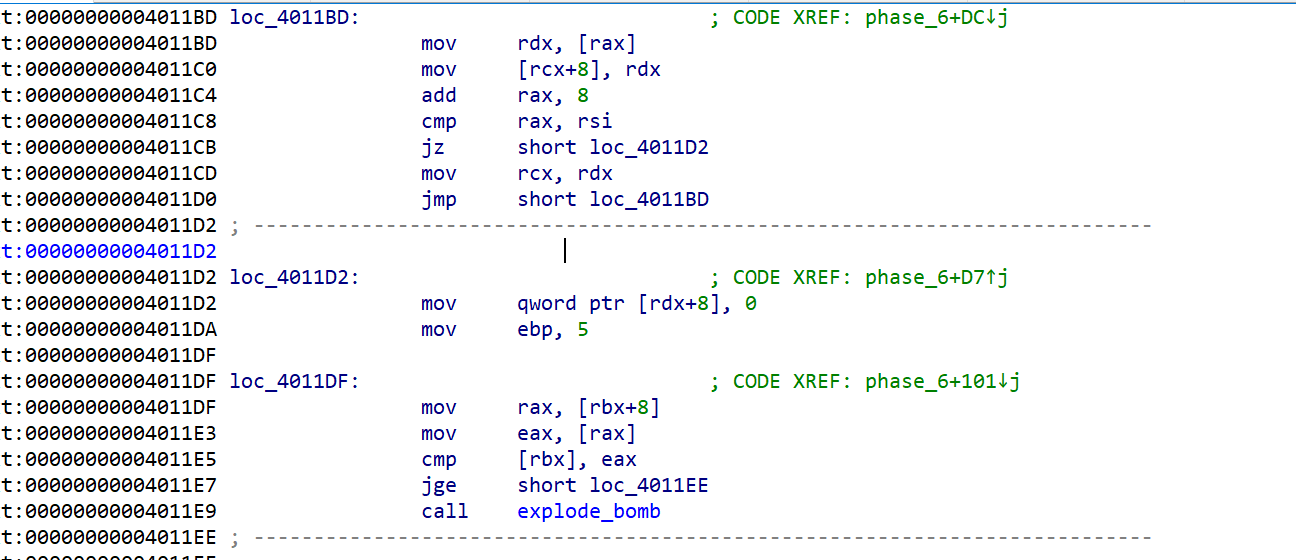 t:00000000004011BD loc_4011BD: ; CODE XREF: phase_6+DC↓j
t:00000000004011BD mov rdx, [rax]
t:00000000004011C0 mov [rcx+8], rdx
t:00000000004011C4 add rax, 8
t:00000000004011C8 cmp rax, rsi
t:00000000004011CB jz short loc_4011D2
t:00000000004011CD mov rcx, rdx
t:00000000004011D0 jmp short loc_4011BD
t:00000000004011D2 ; ---------------------------------------------------------------------------
t:00000000004011D2
t:00000000004011D2 loc_4011D2: ; CODE XREF: phase_6+D7↑j
t:00000000004011D2 mov qword ptr [rdx+8], 0
t:00000000004011DA mov ebp, 5
t:00000000004011DF
t:00000000004011DF loc_4011DF: ; CODE XREF: phase_6+101↓j
t:00000000004011DF mov rax, [rbx+8]
t:00000000004011E3 mov eax, [rax]
t:00000000004011E5 cmp [rbx], eax
t:00000000004011E7 jge short loc_4011EE
t:00000000004011E9 call explode_bomb
t:00000000004011EE ; ---------------------------------------------------------------------------